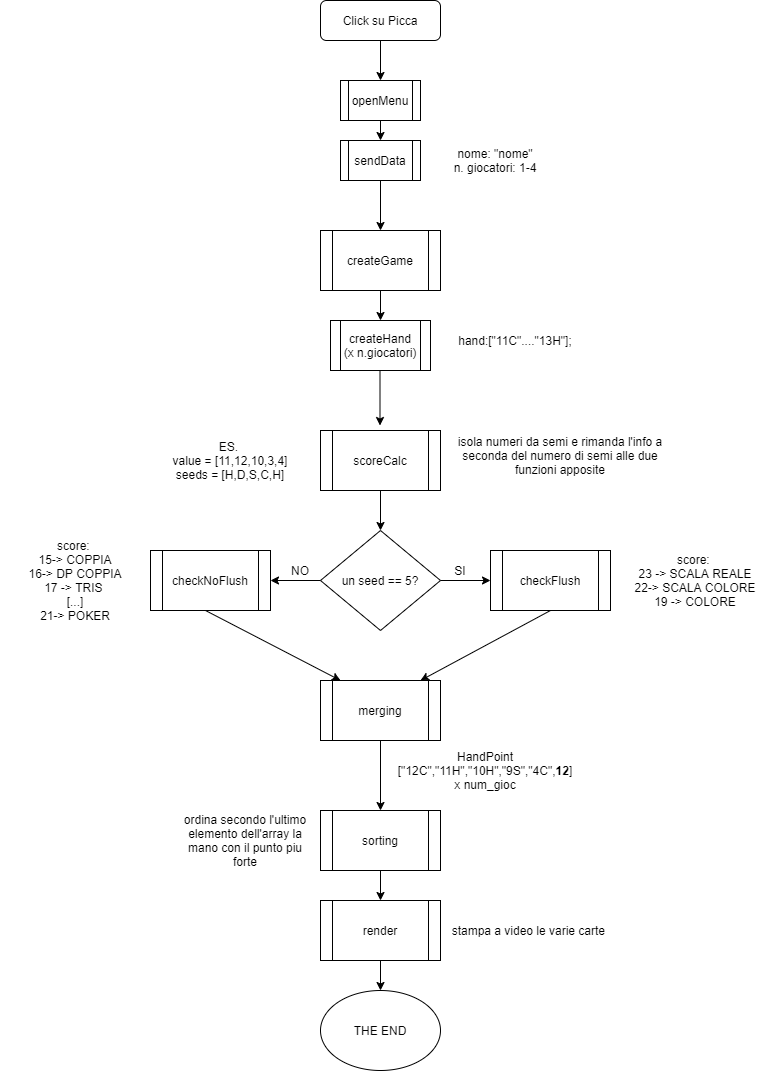 Click su Picca
openMenu
sendData
nome: "nome"
n. giocatori: 1-4
createGame
createHand
(x n.giocatori)
hand:["11C"...."13H"];
ES.
value = [11,12,10,3,4]
seeds = [H,D,S,C,H]
scoreCalc
isola numeri da semi e rimanda l'info a
seconda del numero di semi alle due
funzioni apposite
score:
15-> COPPIA
16-> DP COPPIA
17 -> TRIS
[...]
21-> POKER
checkNoFlush
NO
un seed == 5?
SI
checkFlush
score:
23 -> SCALA REALE
22-> SCALA COLORE
19 -> COLORE
merging
HandPoint
["12C","11H","10H","9S","4C",12]
x num_gioc
ordina secondo l'ultimo
elemento dell'array la
mano con il punto piu
forte
sorting
render
stampa a video le varie carte
THE END